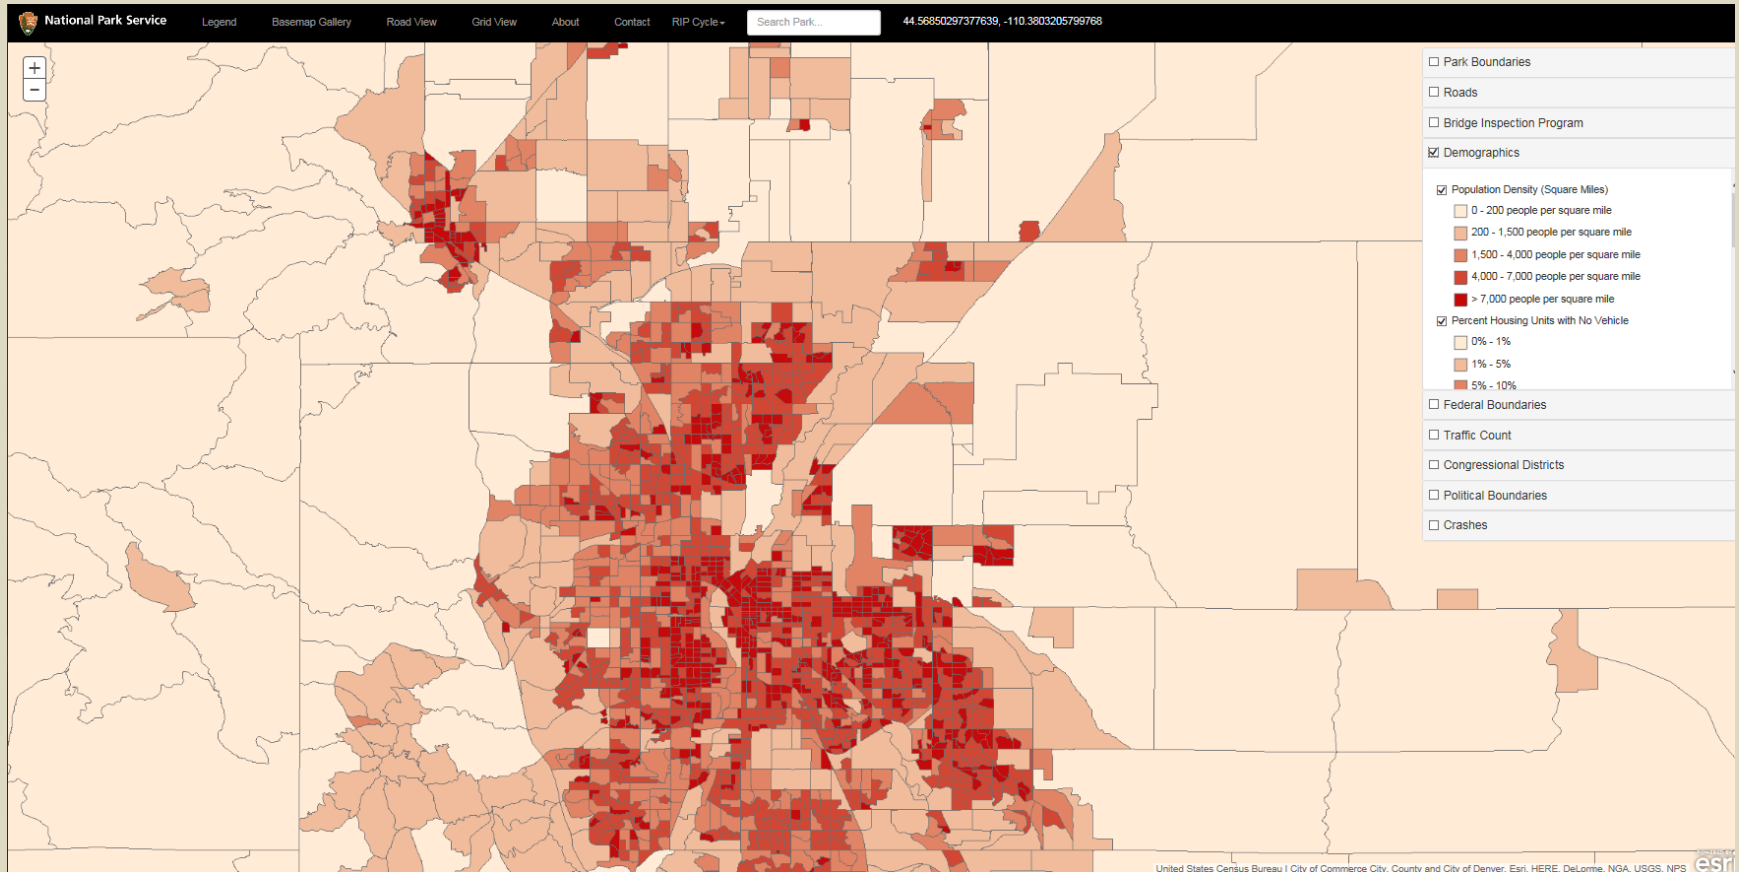 National Park Service
Legend
Basemap Gallery
Road View
Grid View
About
Contact
RIP Cycle
Search Park...
44.56850297377639, -110.3803205799768
+
−
Park Boundaries
Roads
Bridge Inspection Program
Demographics
Population Density (Square Miles)
0 - 200 people per square mile
200 - 1,500 people per square mile
1,500 - 4,000 people per square mile
4,000 - 7,000 people per square mile
> 7,000 people per square mile
Percent Housing Units with No Vehicle
0% - 1%
1% - 5%
5% - 10%
Federal Boundaries
Traffic Count
Congressional Districts
Political Boundaries
Crashes
United States Census Bureau | City of Commerce City, County and City of Denver, Esri, HERE, DeLorme, NGA, USGS, NPS
esri